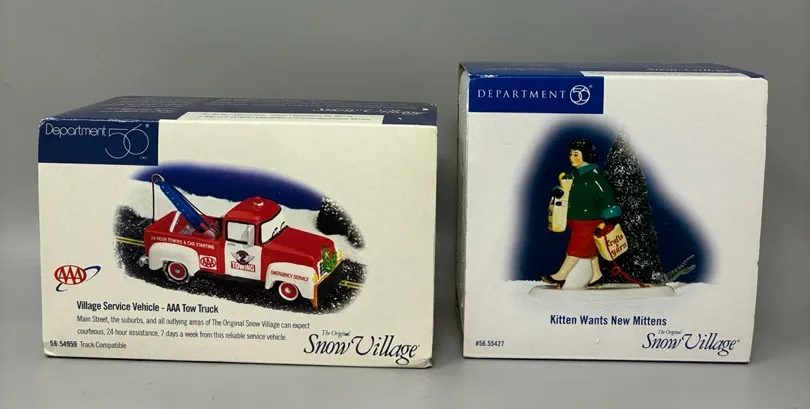 Department 56
24 HOUR TOWING & CAR STARTING
AAA
TOWING
EMERGENCY SERVICE
AAA
Village Service Vehicle - AAA Tow Truck
Main Street, the suburbs, and all outlying areas of The Original Snow Village can expect
courteous, 24 hour assistance, 7 days a week from this reliable service vehicle.
56.54959 Track Compatible
The Original
Snow Village
DEPARTMENT 56
Kitten Wants New Mittens
#56.55427
The Original
Snow Village